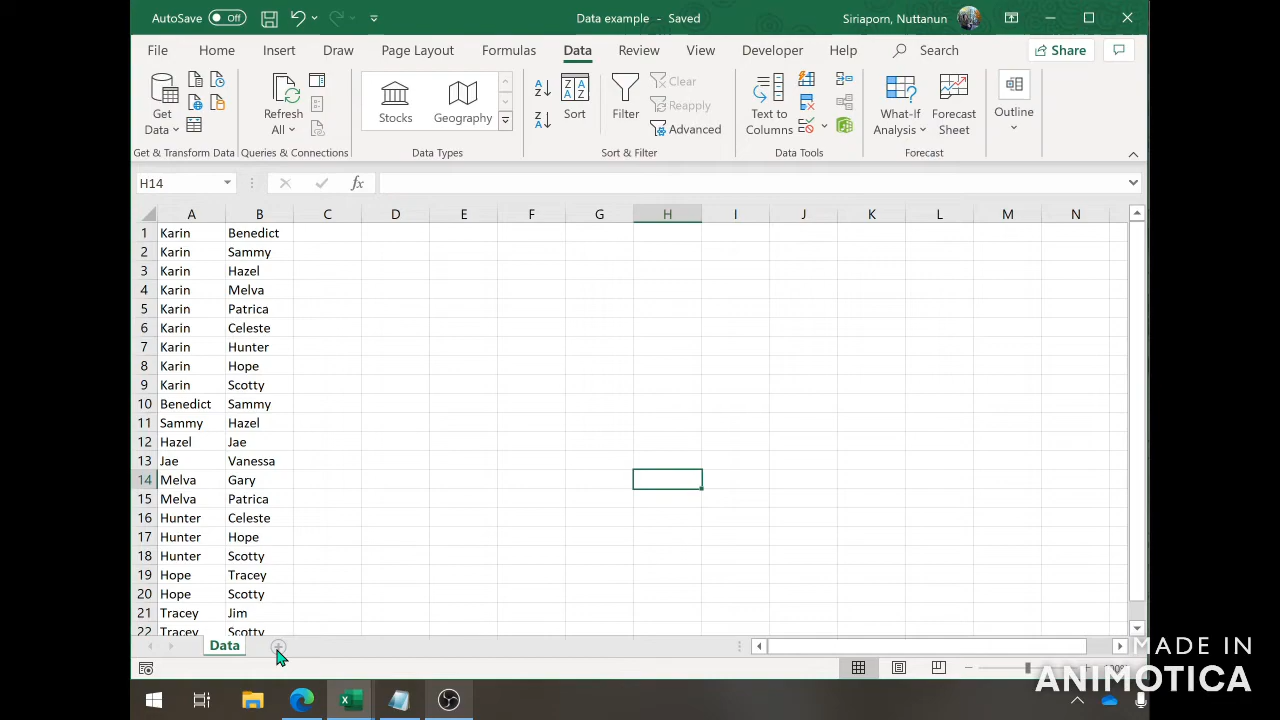 AutoSave Off Data example - Saved Siriaporn, Nuttanun
File Home Insert Draw Page Layout Formulas Data Review View Developer Help Search Share
Get Data
Refresh All
Stocks
Geography
Sort
Filter
Clear
Reapply
Advanced
Text to Columns
What-If Analysis
Forecast Sheet
Outline
Get & Transform Data Queries & Connections Data Types Sort & Filter Data Tools Forecast
H14 fx
A B C D E F G H I J K L M N
1 Karin Benedict
2 Karin Sammy
3 Karin Hazel
4 Karin Melva
5 Karin Patrica
6 Karin Celeste
7 Karin Hunter
8 Karin Hope
9 Karin Scotty
10 Benedict Sammy
11 Sammy Hazel
12 Hazel Jae
13 Jae Vanessa
14 Melva Gary
15 Melva Patrica
16 Hunter Celeste
17 Hunter Hope
18 Hunter Scotty
19 Hope Tracey
20 Hope Scotty
21 Tracey Jim
22 Tracey Scotty
Data
MADE IN
ANIMOTICA